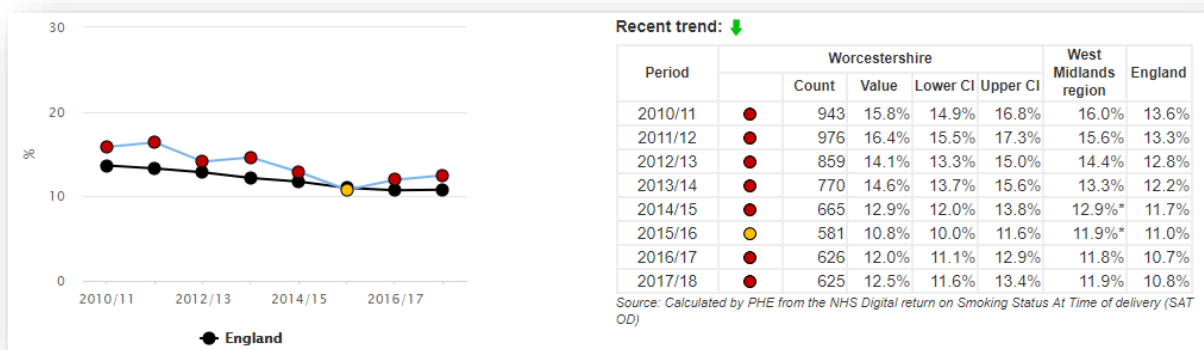 30
20
10
0
%
2010/11 2012/13 2014/15 2016/17
England
Recent trend:
Period Worcestershire West Midlands region England
Count Value Lower CI Upper CI
2010/11 943 15.8% 14.9% 16.8% 16.0% 13.6%
2011/12 976 16.4% 15.5% 17.3% 15.6% 13.3%
2012/13 859 14.1% 13.3% 15.0% 14.4% 12.8%
2013/14 770 14.6% 13.7% 15.6% 13.3% 12.2%
2014/15 665 12.9% 12.0% 13.8% 12.9%* 11.7%
2015/16 581 10.8% 10.0% 11.6% 11.9%* 11.0%
2016/17 626 12.0% 11.1% 12.9% 11.8% 10.7%
2017/18 625 12.5% 11.6% 13.4% 11.9% 10.8%
Source: Calculated by PHE from the NHS Digital return on Smoking Status At Time of delivery (SAT
OD)